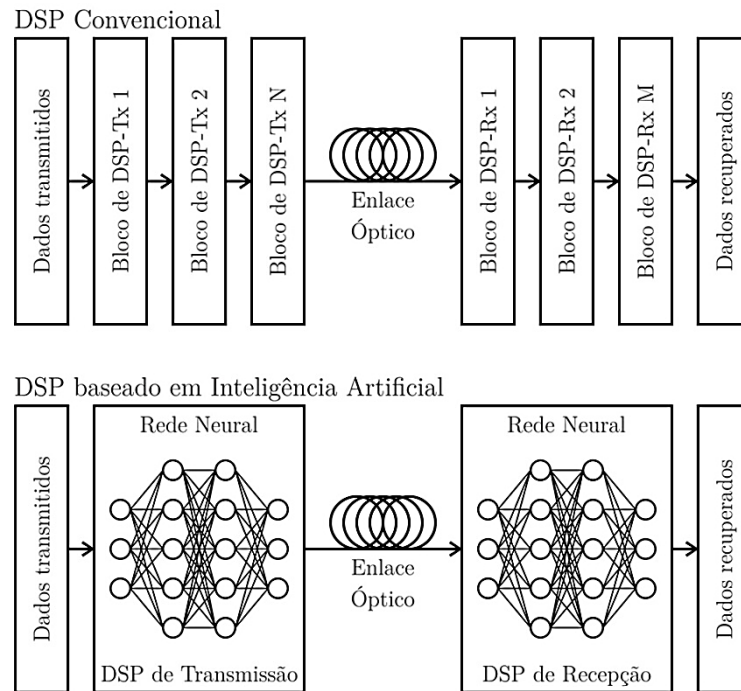 DSP Convencional
Dados transmitidos
Bloco de DSP-Tx 1
Bloco de DSP-Tx 2
Bloco de DSP-Tx N
Enlace
Óptico
Bloco de DSP-Rx 1
Bloco de DSP-Rx 2
Bloco de DSP-Rx M
Dados recuperados
DSP baseado em Inteligência Artificial
Dados transmitidos
Rede Neural
DSP de Transmissão
Enlace
Óptico
Rede Neural
DSP de Recepção
Dados recuperados